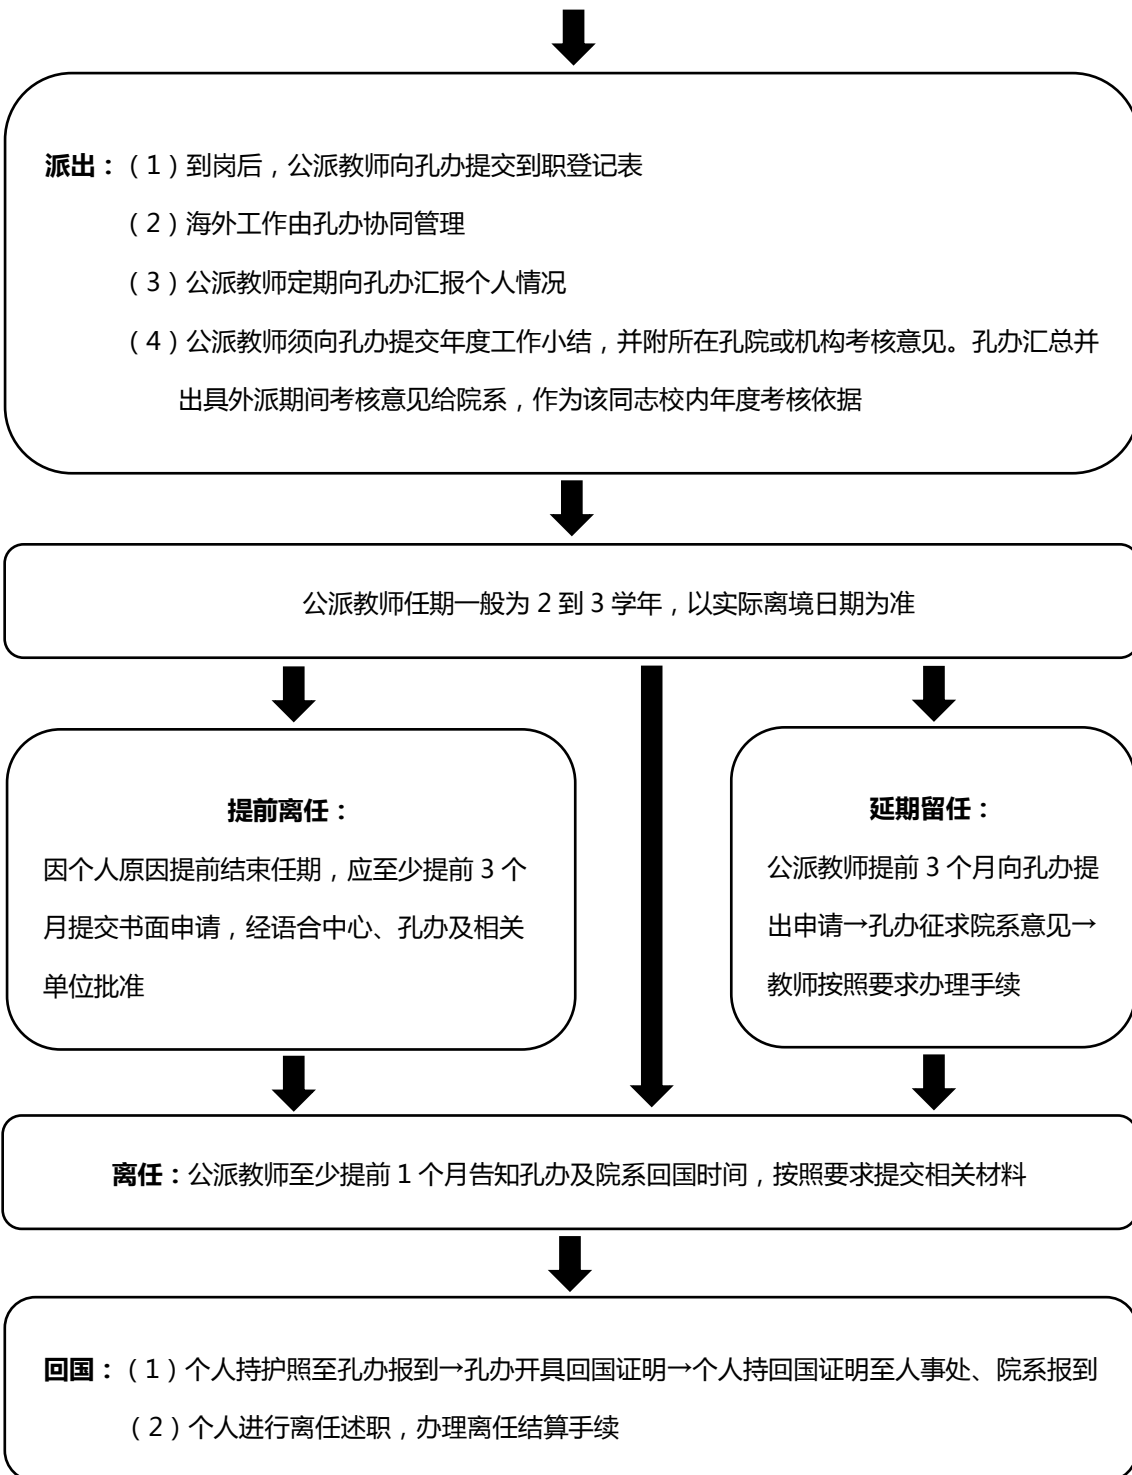 派出：（1）到岗后，公派教师向孔办提交到职登记表
（2）海外工作由孔办协同管理
（3）公派教师定期向孔办汇报个人情况
（4）公派教师须向孔办提交年度工作小结，并附所在孔院或机构考核意见。孔办汇总并
出具外派期间考核意见给院系，作为该同志校内年度考核依据
公派教师任期一般为 2 到 3 学年，以实际离境日期为准
提前离任：
因个人原因提前结束任期，应至少提前 3 个
月提交书面申请，经语合中心、孔办及相关
单位批准
延期留任：
公派教师提前 3 个月向孔办提
出申请→孔办征求院系意见→
教师按照要求办理手续
离任：公派教师至少提前 1 个月告知孔办及院系回国时间，按照要求提交相关材料
回国：（1）个人持护照至孔办报到→孔办开具回国证明→个人持回国证明至人事处、院系报到
（2）个人进行离任述职，办理离任结算手续